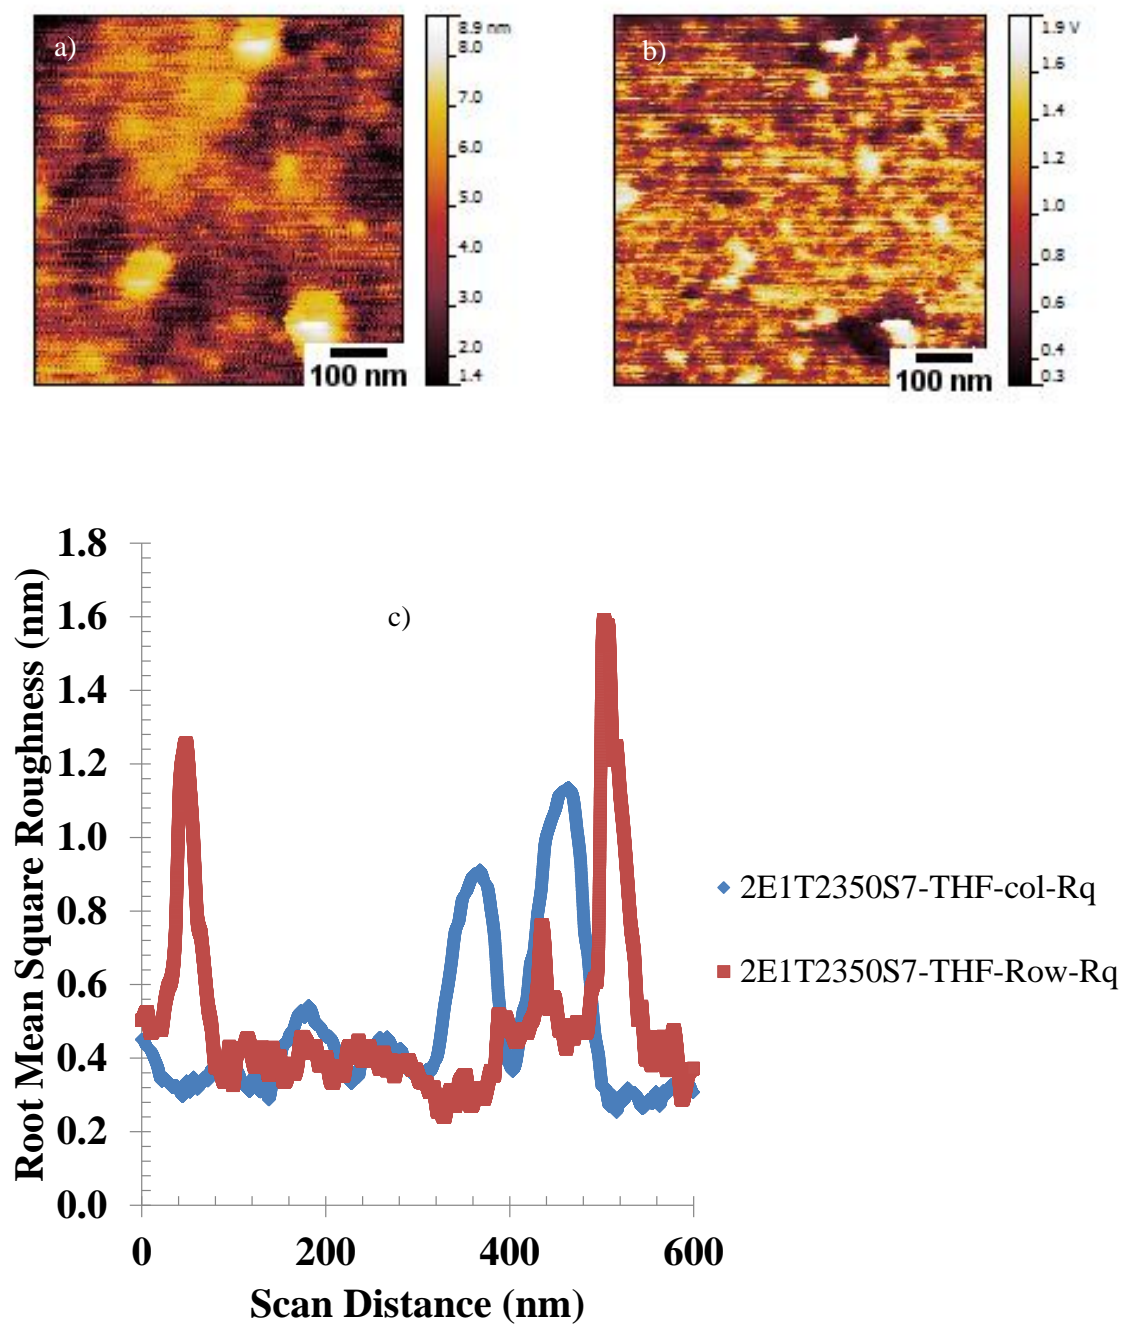 a)
8.9 nm
8.0
7.0
6.0
5.0
4.0
3.0
2.0
1.4
100 nm
b)
1.9 V
1.6
1.4
1.2
1.0
0.8
0.6
0.4
0.3
100 nm
c)
Root Mean Square Roughness (nm)
1.8
1.6
1.4
1.2
1.0
0.8
0.6
0.4
0.2
0.0
0 200 400 600
Scan Distance (nm)
2E1T2350S7-THF-col-Rq
2E1T2350S7-THF-Row-Rq